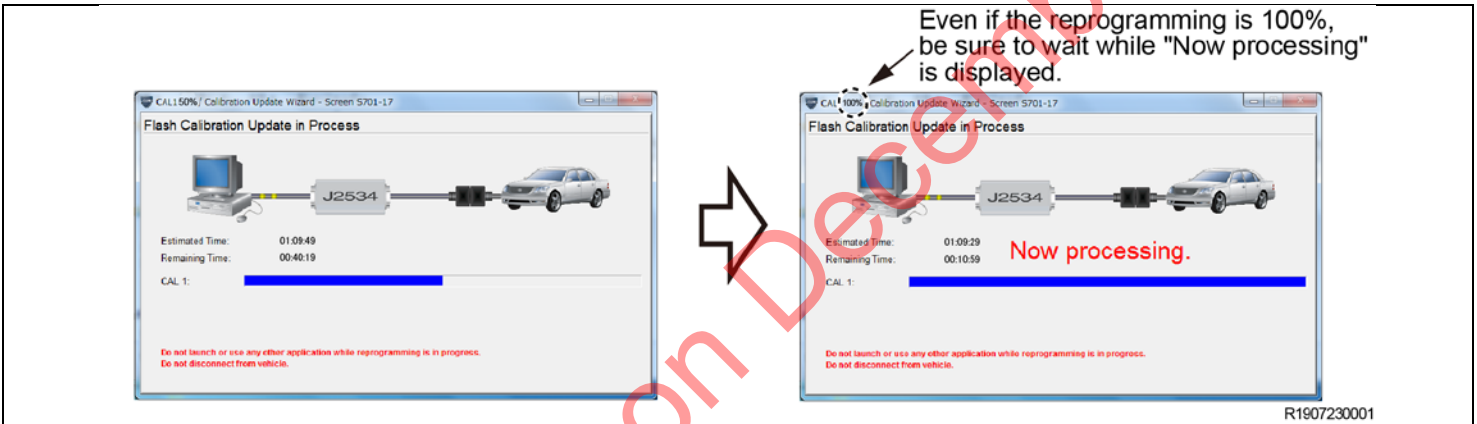 Even if the reprogramming is 100%,
be sure to wait while "Now processing"
is displayed.
CAL150% / Calibration Update Wizard - Screen S701-17
Flash Calibration Update in Process
J2534
Estimated Time: 01:09:49
Remaining Time: 00:40:19
CAL 1:
Do not launch or use any other application while reprogramming is in progress.
Do not disconnect from vehicle.
CAL 100% Calibration Update Wizard - Screen S701-17
Flash Calibration Update in Process
J2534
Estimated Time: 01:09:29
Remaining Time: 00:10:59
Now processing.
CAL 1:
Do not launch or use any other application while reprogramming is in progress.
Do not disconnect from vehicle.
R1907230001
on Decemb